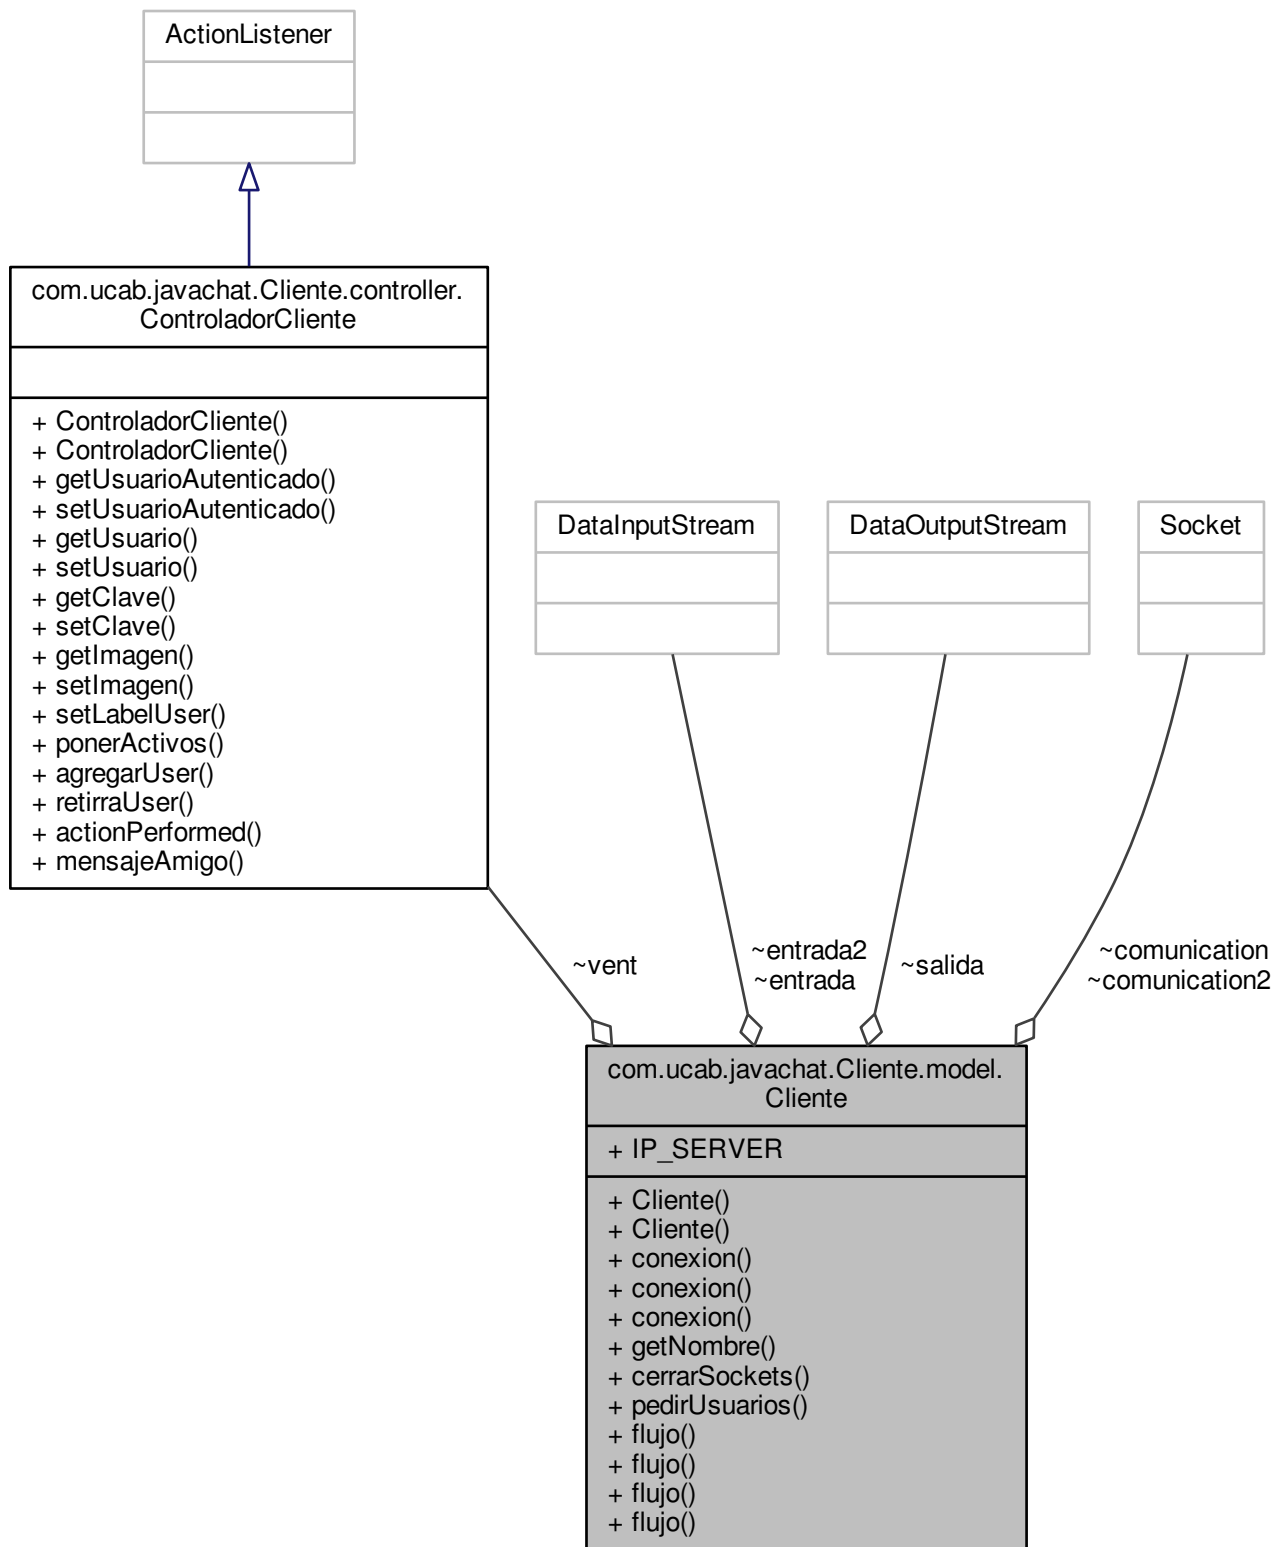 ActionListener
com.ucab.javachat.Cliente.controller.
ControladorCliente
+ ControladorCliente()
+ ControladorCliente()
+ getUsuarioAutenticado()
+ setUsuarioAutenticado()
+ getUsuario()
+ setUsuario()
+ getClave()
+ setClave()
+ getImagen()
+ setImagen()
+ setLabelUser()
+ ponerActivos()
+ agregarUser()
+ retirraUser()
+ actionPerformed()
+ mensajeAmigo()
DataInputStream
DataOutputStream
Socket
~vent
~entrada2
~entrada
~salida
~comunication
~comunication2
com.ucab.javachat.Cliente.model.
Cliente
+ IP_SERVER
+ Cliente()
+ Cliente()
+ conexion()
+ conexion()
+ conexion()
+ getNombre()
+ cerrarSockets()
+ pedirUsuarios()
+ flujo()
+ flujo()
+ flujo()
+ flujo()